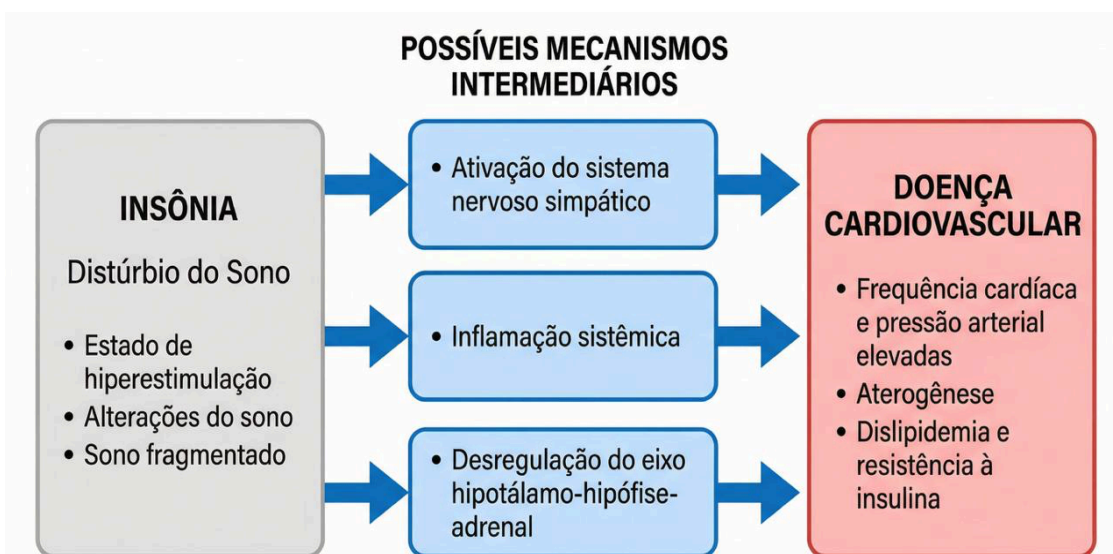 POSSÍVEIS MECANISMOS
INTERMEDIÁRIOS
INSÔNIA
Distúrbio do Sono
• Estado de
hiperestimulação
• Alterações do sono
• Sono fragmentado
• Ativação do sistema
nervoso simpático
• Inflamação sistêmica
• Desregulação do eixo
hipotálamo-hipófise-
adrenal
DOENÇA
CARDIOVASCULAR
• Frequência cardíaca
e pressão arterial
elevadas
• Aterogênese
• Dislipidemia e
resistência à
insulina